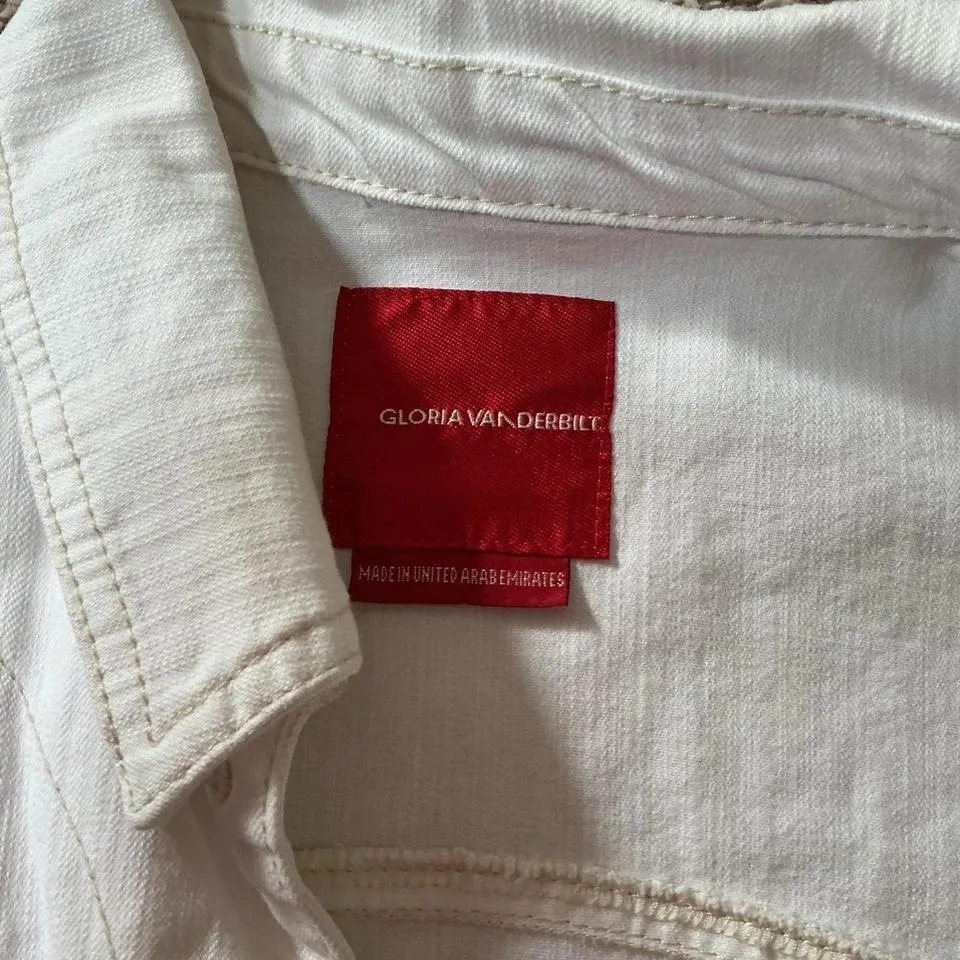 GLORIA VANDERBILT
MADE IN UNITED ARAB EMIRATES